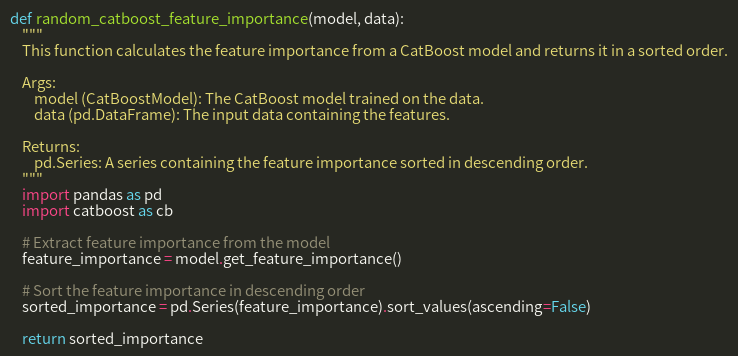 def random_catboost_feature_importance(model, data):
"""
This function calculates the feature importance from a CatBoost model and returns it in a sorted order.
Args:
model (CatBoostModel): The CatBoost model trained on the data.
data (pd.DataFrame): The input data containing the features.
Returns:
pd.Series: A series containing the feature importance sorted in descending order.
"""
import pandas as pd
import catboost as cb
# Extract feature importance from the model
feature_importance = model.get_feature_importance()
# Sort the feature importance in descending order
sorted_importance = pd.Series(feature_importance).sort_values(ascending=False)
return sorted_importance